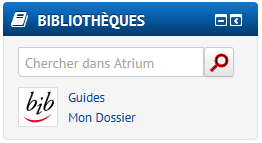 BIBLIOTHÈQUES
Chercher dans Atrium
bib
Guides
Mon Dossier